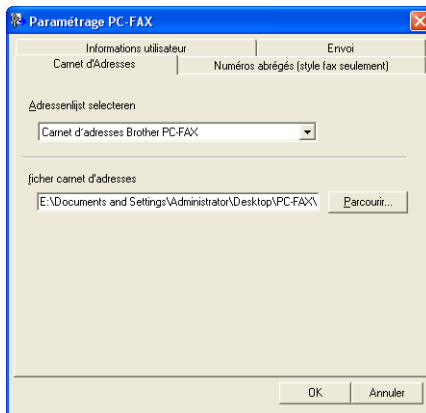 Paramétrage PC-FAX
Informations utilisateur
Envoi
Carnet d'Adresses
Numéros abrégés (style fax seulement)
Adressenlijst selecteren
Carnet d'adresses Brother PC-FAX
ficher carnet d'adresses
E:\Documents and Settings\Administrator\Desktop\PC-FAX\
Parcourir...
OK
Annuler